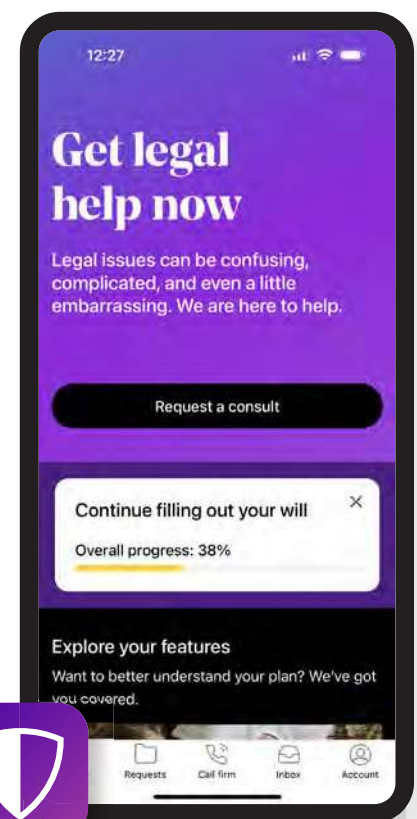 12:27
Get legal
help now
Legal issues can be confusing,
complicated, and even a little
embarrassing. We are here to help.
Request a consult
Continue filling out your will
Overall progress: 38%
Explore your features
Want to better understand your plan? We've got
you covered.
Requests
Call firm
Inbox
Account